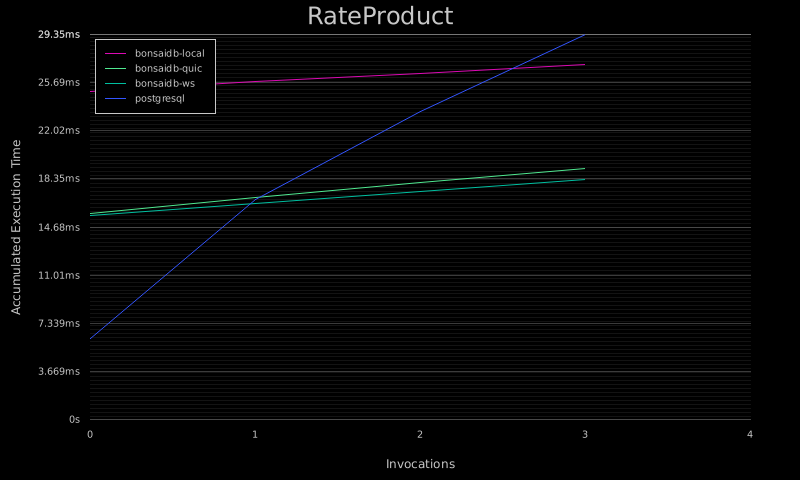 RateProduct
29.35ms
25.69ms
22.02ms
18.35ms
14.68ms
11.01ms
7.339ms
3.669ms
0s
bonsaidb-local
bonsaidb-quic
bonsaidb-ws
postgresql
Accumulated Execution Time
0 1 2 3 4
Invocations